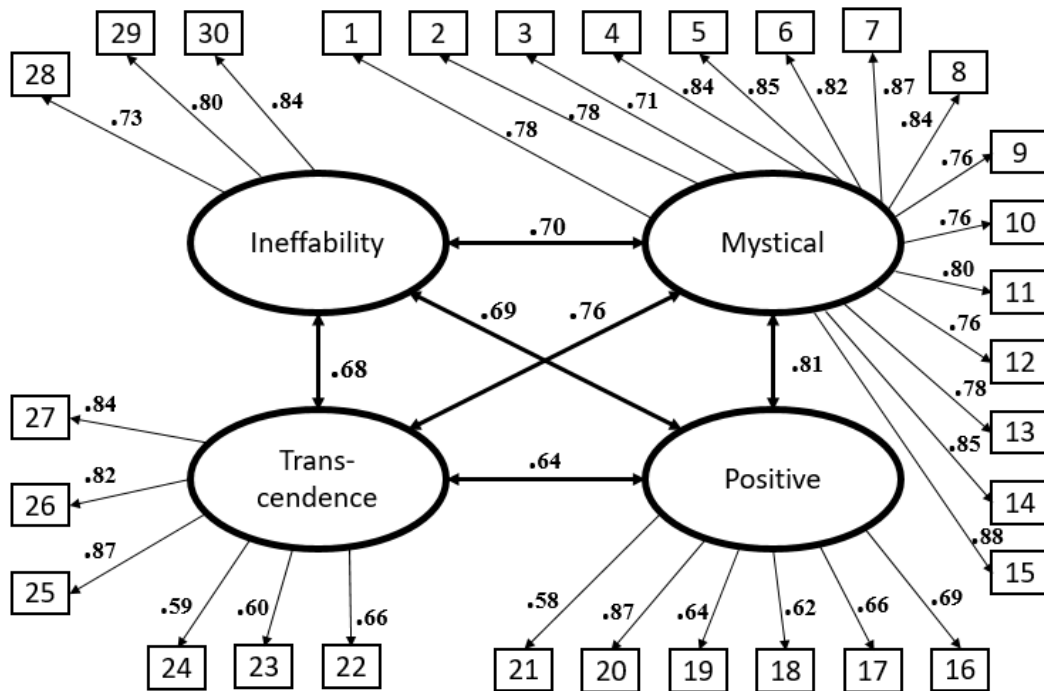 29 30 1 2 3 4 5 6 7
28 8
.73 .80 .84 .78 .78 .71 .84 .85 .82 .87 .84
.76 9
.76 10
Ineffability .70 Mystical
.80 11
.69 .76 .76 12
.68 .81
.78 13
27 .84
.85 14
Trans-
cendence .64 Positive
26 .82
.88 15
25 .87
.59 .60 .66 .58 .87 .64 .62 .66 .69
24 23 22 21 20 19 18 17 16